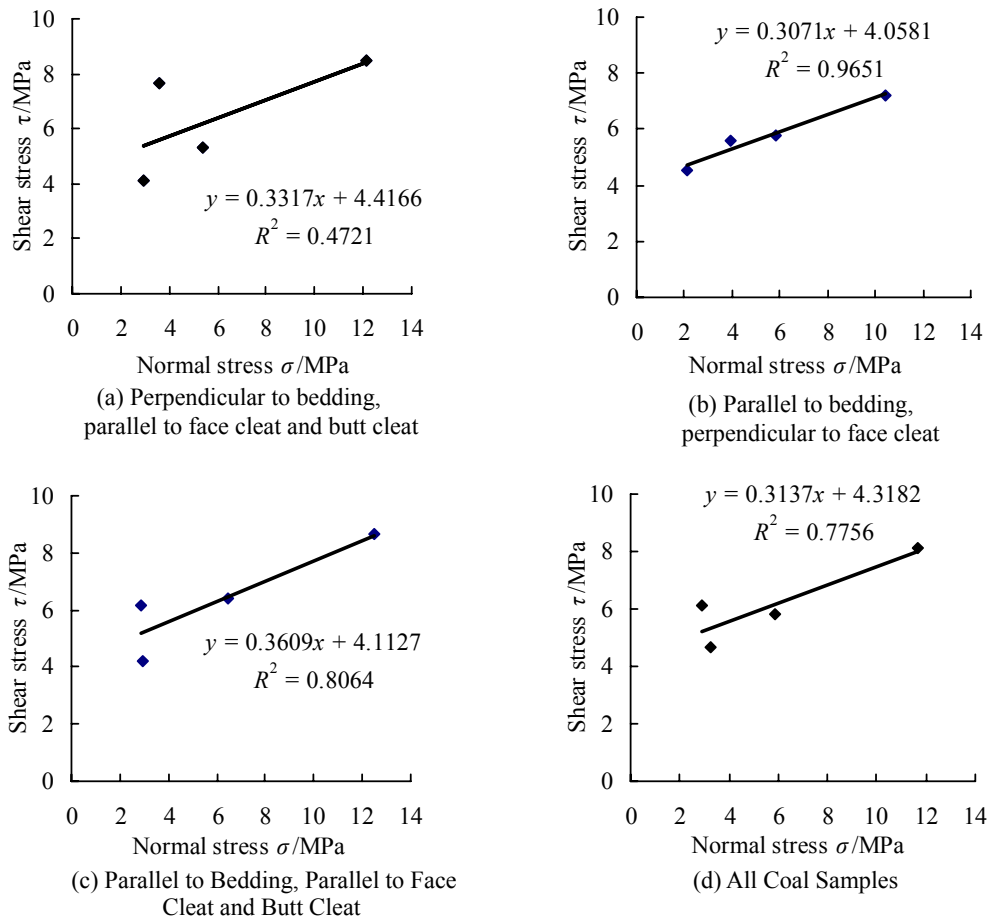 Shear stress τ/MPa
10
8
6
4
2
0
y = 0.3317x + 4.4166
R² = 0.4721
0 2 4 6 8 10 12 14
Normal stress σ/MPa
(a) Perpendicular to bedding,
parallel to face cleat and butt cleat
Shear stress τ/MPa
10
8
6
4
2
0
y = 0.3071x + 4.0581
R² = 0.9651
0 2 4 6 8 10 12 14
Normal stress σ/MPa
(b) Parallel to bedding,
perpendicular to face cleat
Shear stress τ/MPa
10
8
6
4
2
0
y = 0.3609x + 4.1127
R² = 0.8064
0 2 4 6 8 10 12 14
Normal stress σ/MPa
(c) Parallel to Bedding, Parallel to Face
Cleat and Butt Cleat
Shear stress τ/MPa
10
8
6
4
2
0
y = 0.3137x + 4.3182
R² = 0.7756
0 2 4 6 8 10 12 14
Normal stress σ/MPa
(d) All Coal Samples